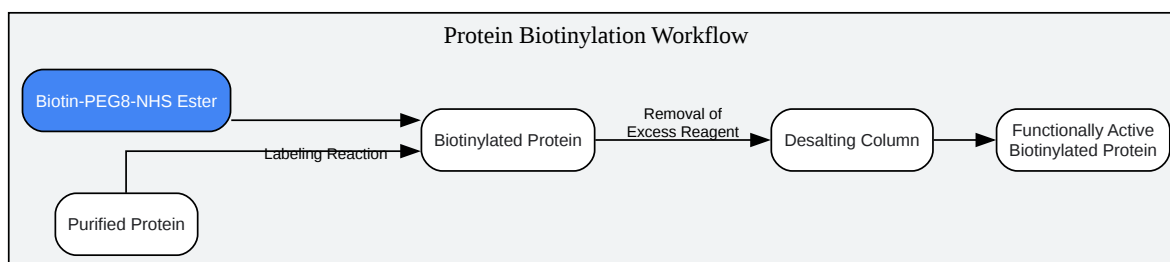 Protein Biotinylation Workflow
Biotin-PEG8-NHS Ester
Labeling Reaction
Purified Protein
Biotinylated Protein
Removal of
Excess Reagent
Desalting Column
Functionally Active
Biotinylated Protein